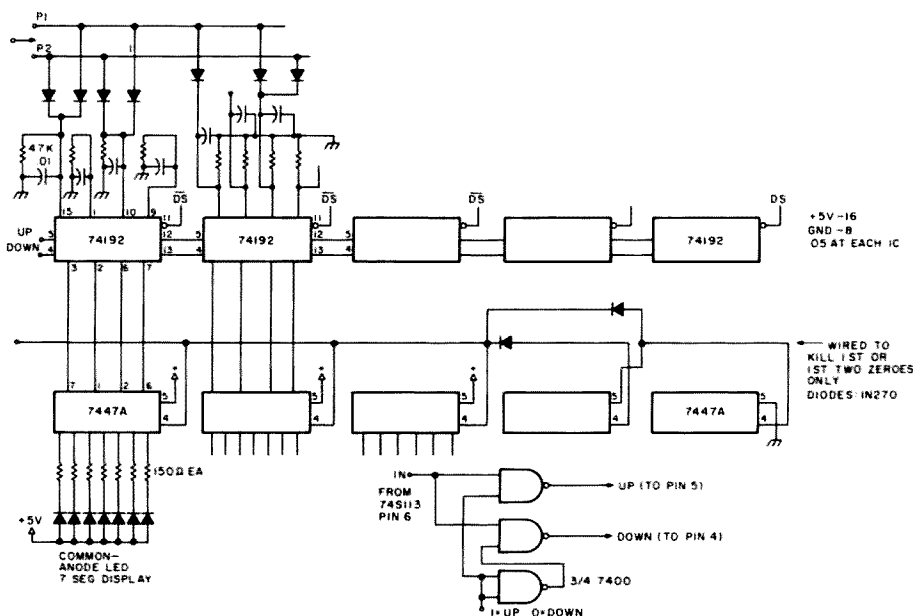 P1
P2
1
47K
.01
15
1
10
9
DS
11
74192
UP
DOWN
5
4
12
13
3
2
6
7
DS
11
74192
5
4
12
13
5
4
DS
74192
+5V-16
GND-8
.05 AT EACH IC
WIRED TO
KILL 1ST OR
1ST TWO ZEROES
ONLY
DIODES: IN270
7
1
2
6
7447A
+
5
4
+
5
4
+
5
4
5
4
7447A
5
4
150Ω EA
+5V
COMMON-
ANODE LED
7 SEG DISPLAY
IN
FROM
74S113
PIN 6
UP (TO PIN 5)
DOWN (TO PIN 4)
3/4 7400
1=UP 0=DOWN